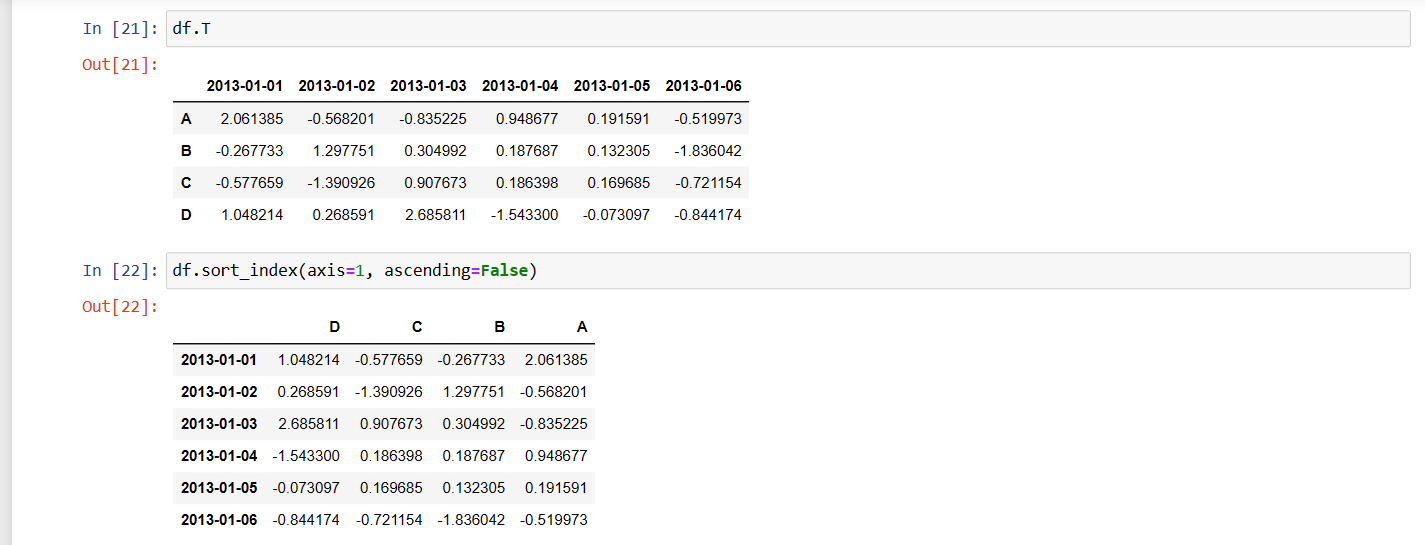 In [21]: df.T
Out[21]:
2013-01-01 2013-01-02 2013-01-03 2013-01-04 2013-01-05 2013-01-06
A 2.061385 -0.568201 -0.835225 0.948677 0.191591 -0.519973
B -0.267733 1.297751 0.304992 0.187687 0.132305 -1.836042
C -0.577659 -1.390926 0.907673 0.186398 0.169685 -0.721154
D 1.048214 0.268591 2.685811 -1.543300 -0.073097 -0.844174
In [22]: df.sort_index(axis=1, ascending=False)
Out[22]:
D C B A
2013-01-01 1.048214 -0.577659 -0.267733 2.061385
2013-01-02 0.268591 -1.390926 1.297751 -0.568201
2013-01-03 2.685811 0.907673 0.304992 -0.835225
2013-01-04 -1.543300 0.186398 0.187687 0.948677
2013-01-05 -0.073097 0.169685 0.132305 0.191591
2013-01-06 -0.844174 -0.721154 -1.836042 -0.519973